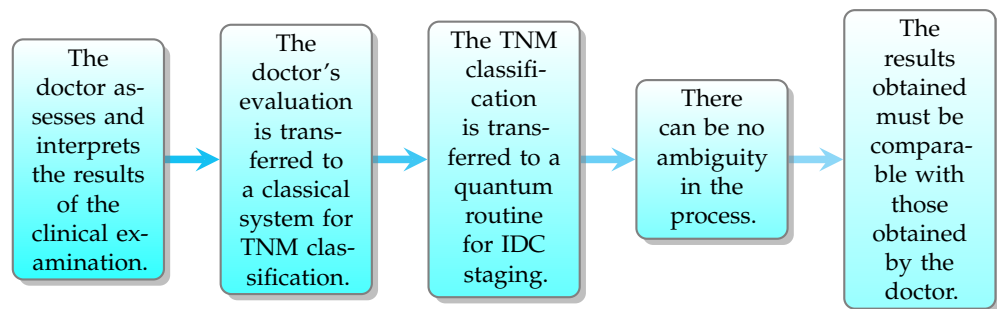 The
doctor as-
sesses and
interprets
the results
of the
clinical ex-
amination.
The
doctor's
evaluation
is trans-
ferred to
a classical
system for
TNM clas-
sification.
The TNM
classifi-
cation
is trans-
ferred to a
quantum
routine
for IDC
staging.
There
can be no
ambiguity
in the
process.
The
results
obtained
must be
compara-
ble with
those
obtained
by the
doctor.